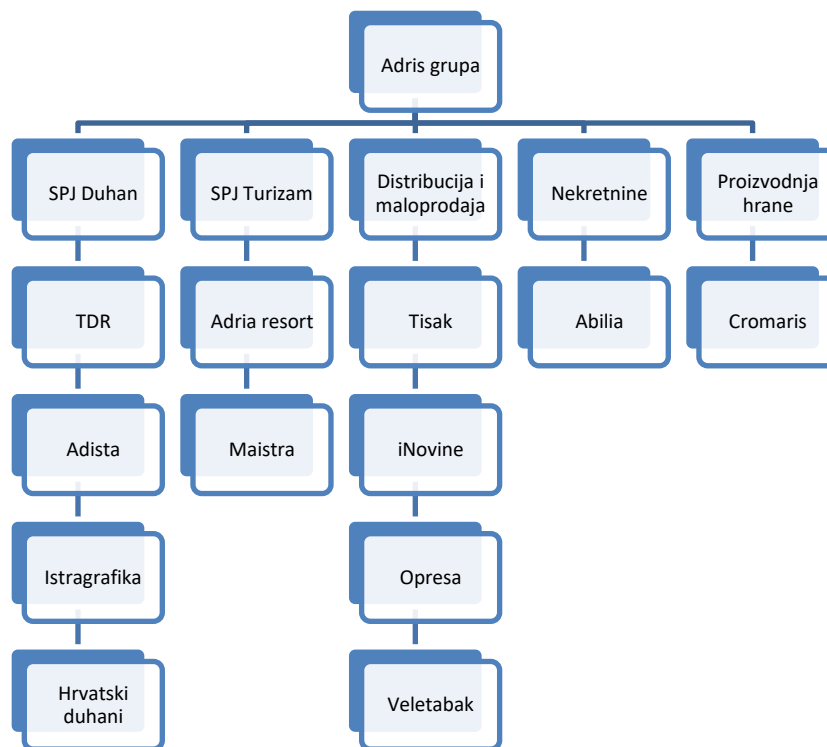 Adris grupa
SPJ Duhan
SPJ Turizam
Distribucija i
maloprodaja
Nekretnine
Proizvodnja
hrane
TDR
Adria resort
Tisak
Abilia
Cromaris
Adista
Maistra
iNovine
Istragrafika
Opresa
Hrvatski
duhani
Veletabak